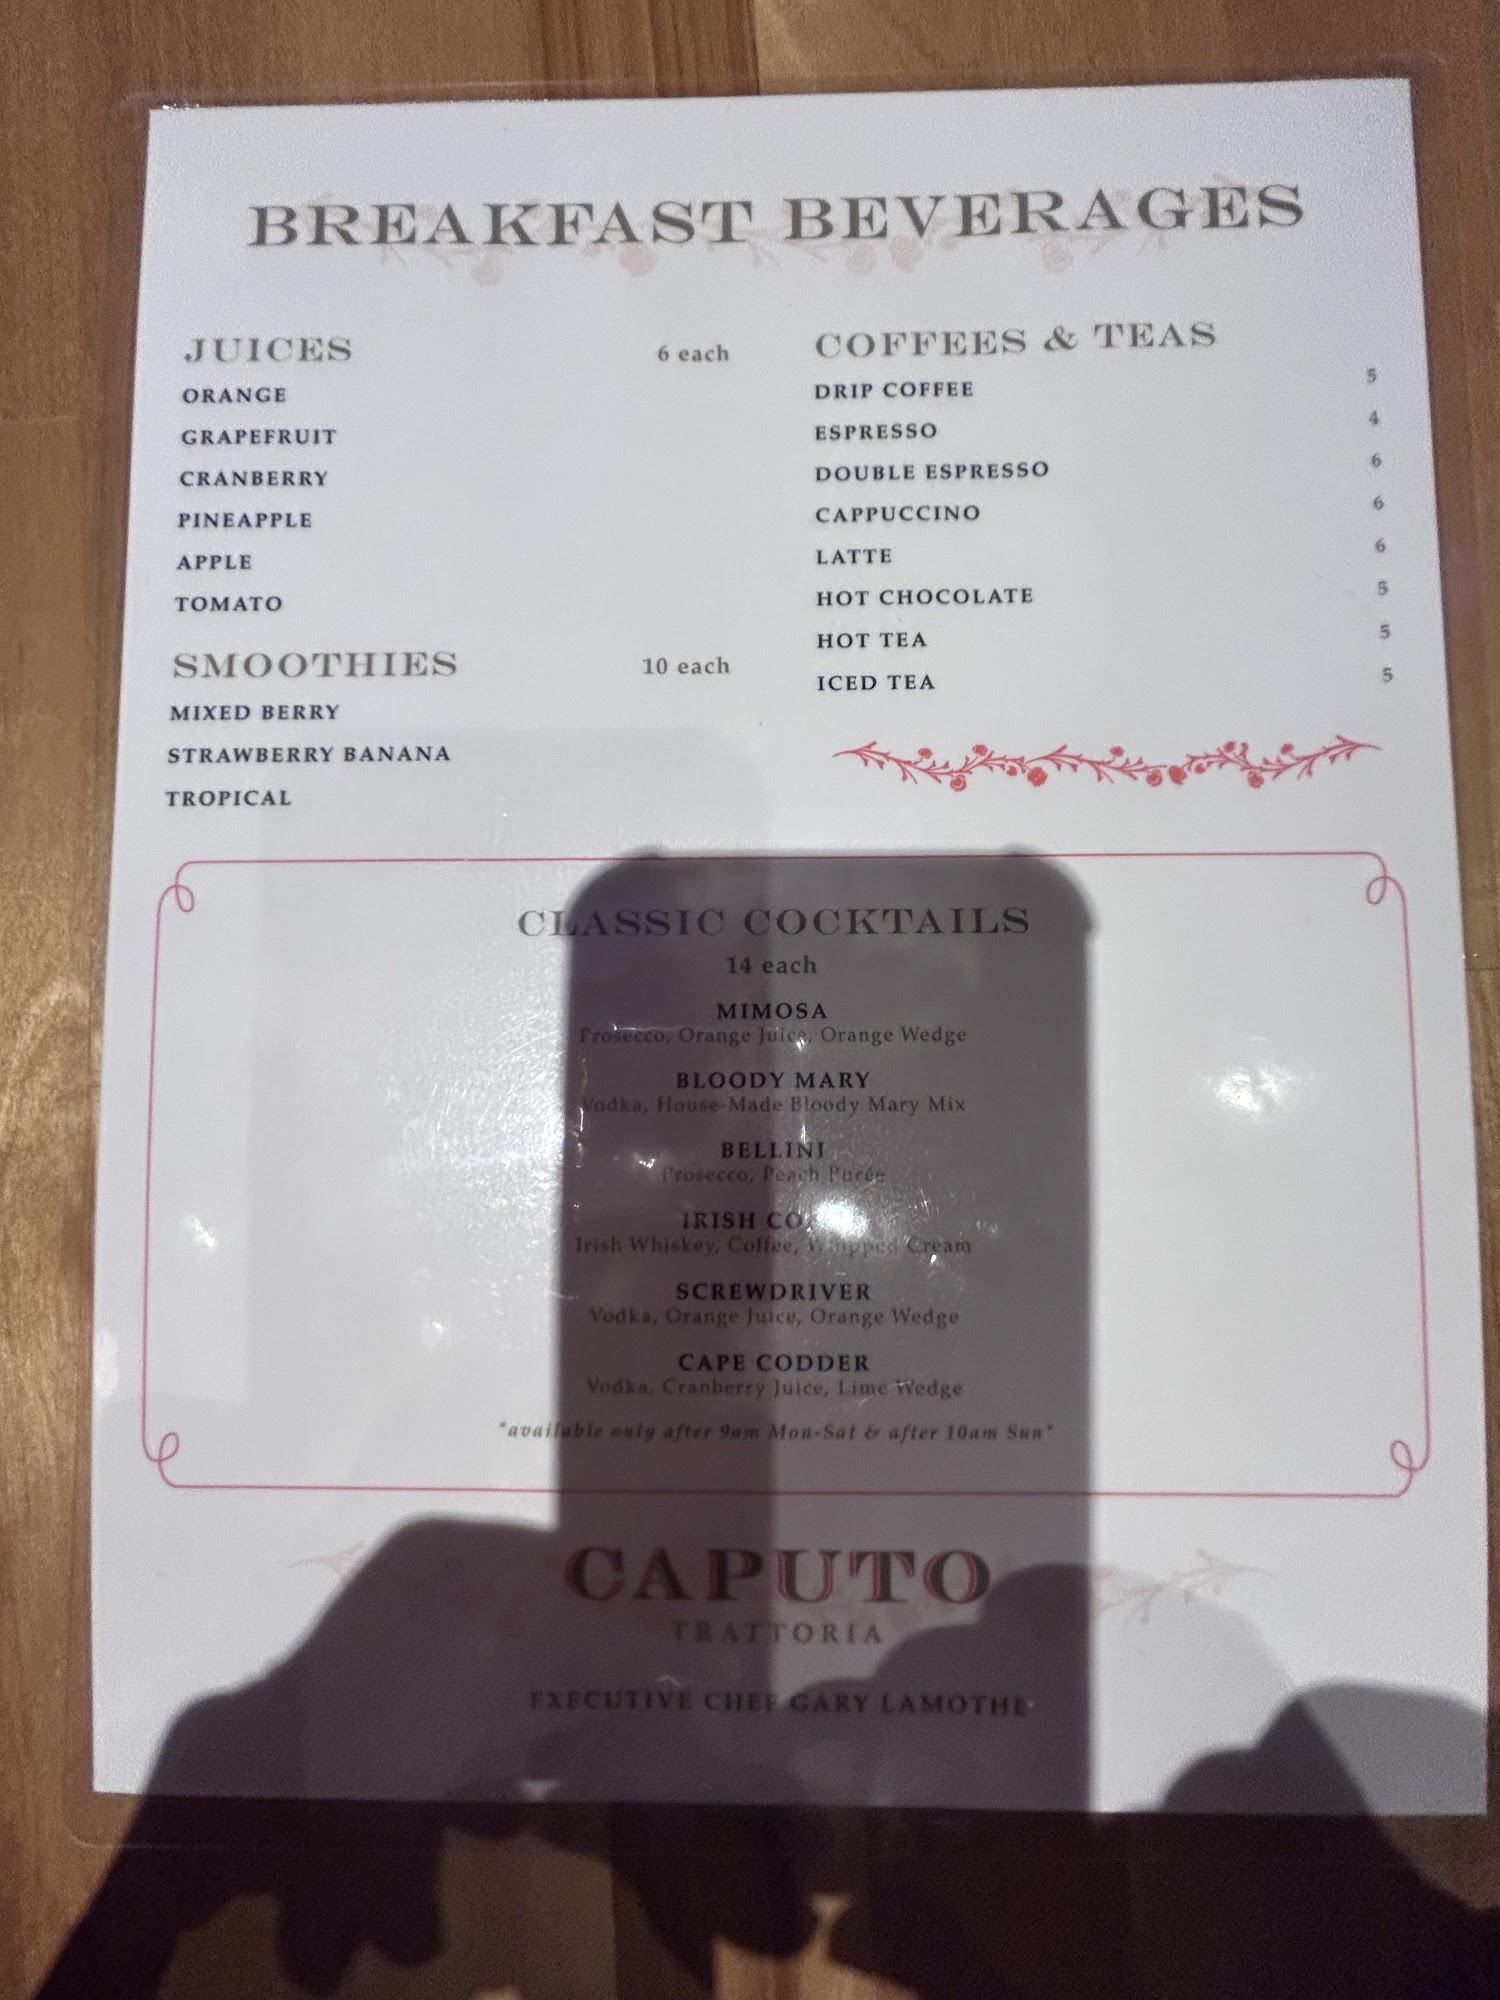 BREAKFAST BEVERAGES
JUICES 6 each
ORANGE
GRAPEFRUIT
CRANBERRY
PINEAPPLE
APPLE
TOMATO
SMOOTHIES 10 each
MIXED BERRY
STRAWBERRY BANANA
TROPICAL
COFFEES & TEAS
DRIP COFFEE 5
ESPRESSO 4
DOUBLE ESPRESSO 6
CAPPUCCINO 6
LATTE 6
HOT CHOCOLATE 5
HOT TEA 5
ICED TEA 5
CLASSIC COCKTAILS
14 each
MIMOSA
Prosecco, Orange Juice, Orange Wedge
BLOODY MARY
Vodka, House-Made Bloody Mary Mix
BELLINI
Prosecco, Peach Purée
IRISH
Irish Whiskey, Coffee, Whipped Cream
SCREWDRIVER
Vodka, Orange Juice, Orange Wedge
CAPE CODDER
Vodka, Cranberry Juice, Lime Wedge
*available only after 9am Mon-Sat & after 10am Sun*
CAPUTO
TRATTORIA
EXECUTIVE CHEF GARY LAMOTHE